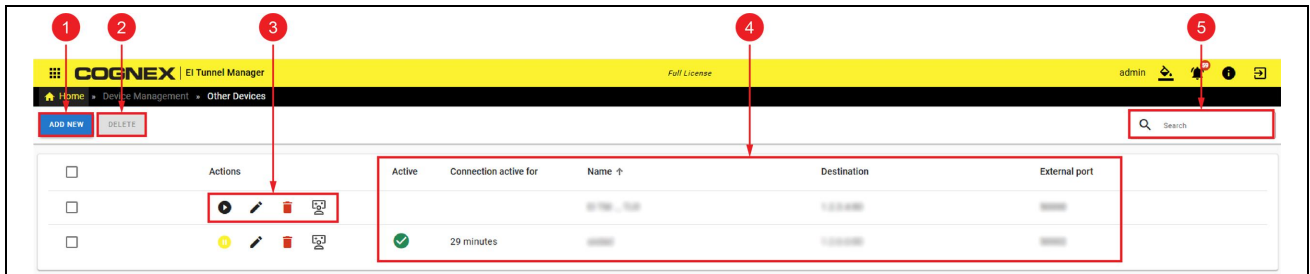 1 2 3 4 5
COGNEX EI Tunnel Manager Full License admin 99
Home » Device Management » Other Devices
ADD NEW DELETE Search
Actions Active Connection active for Name ↑ Destination External port
29 minutes